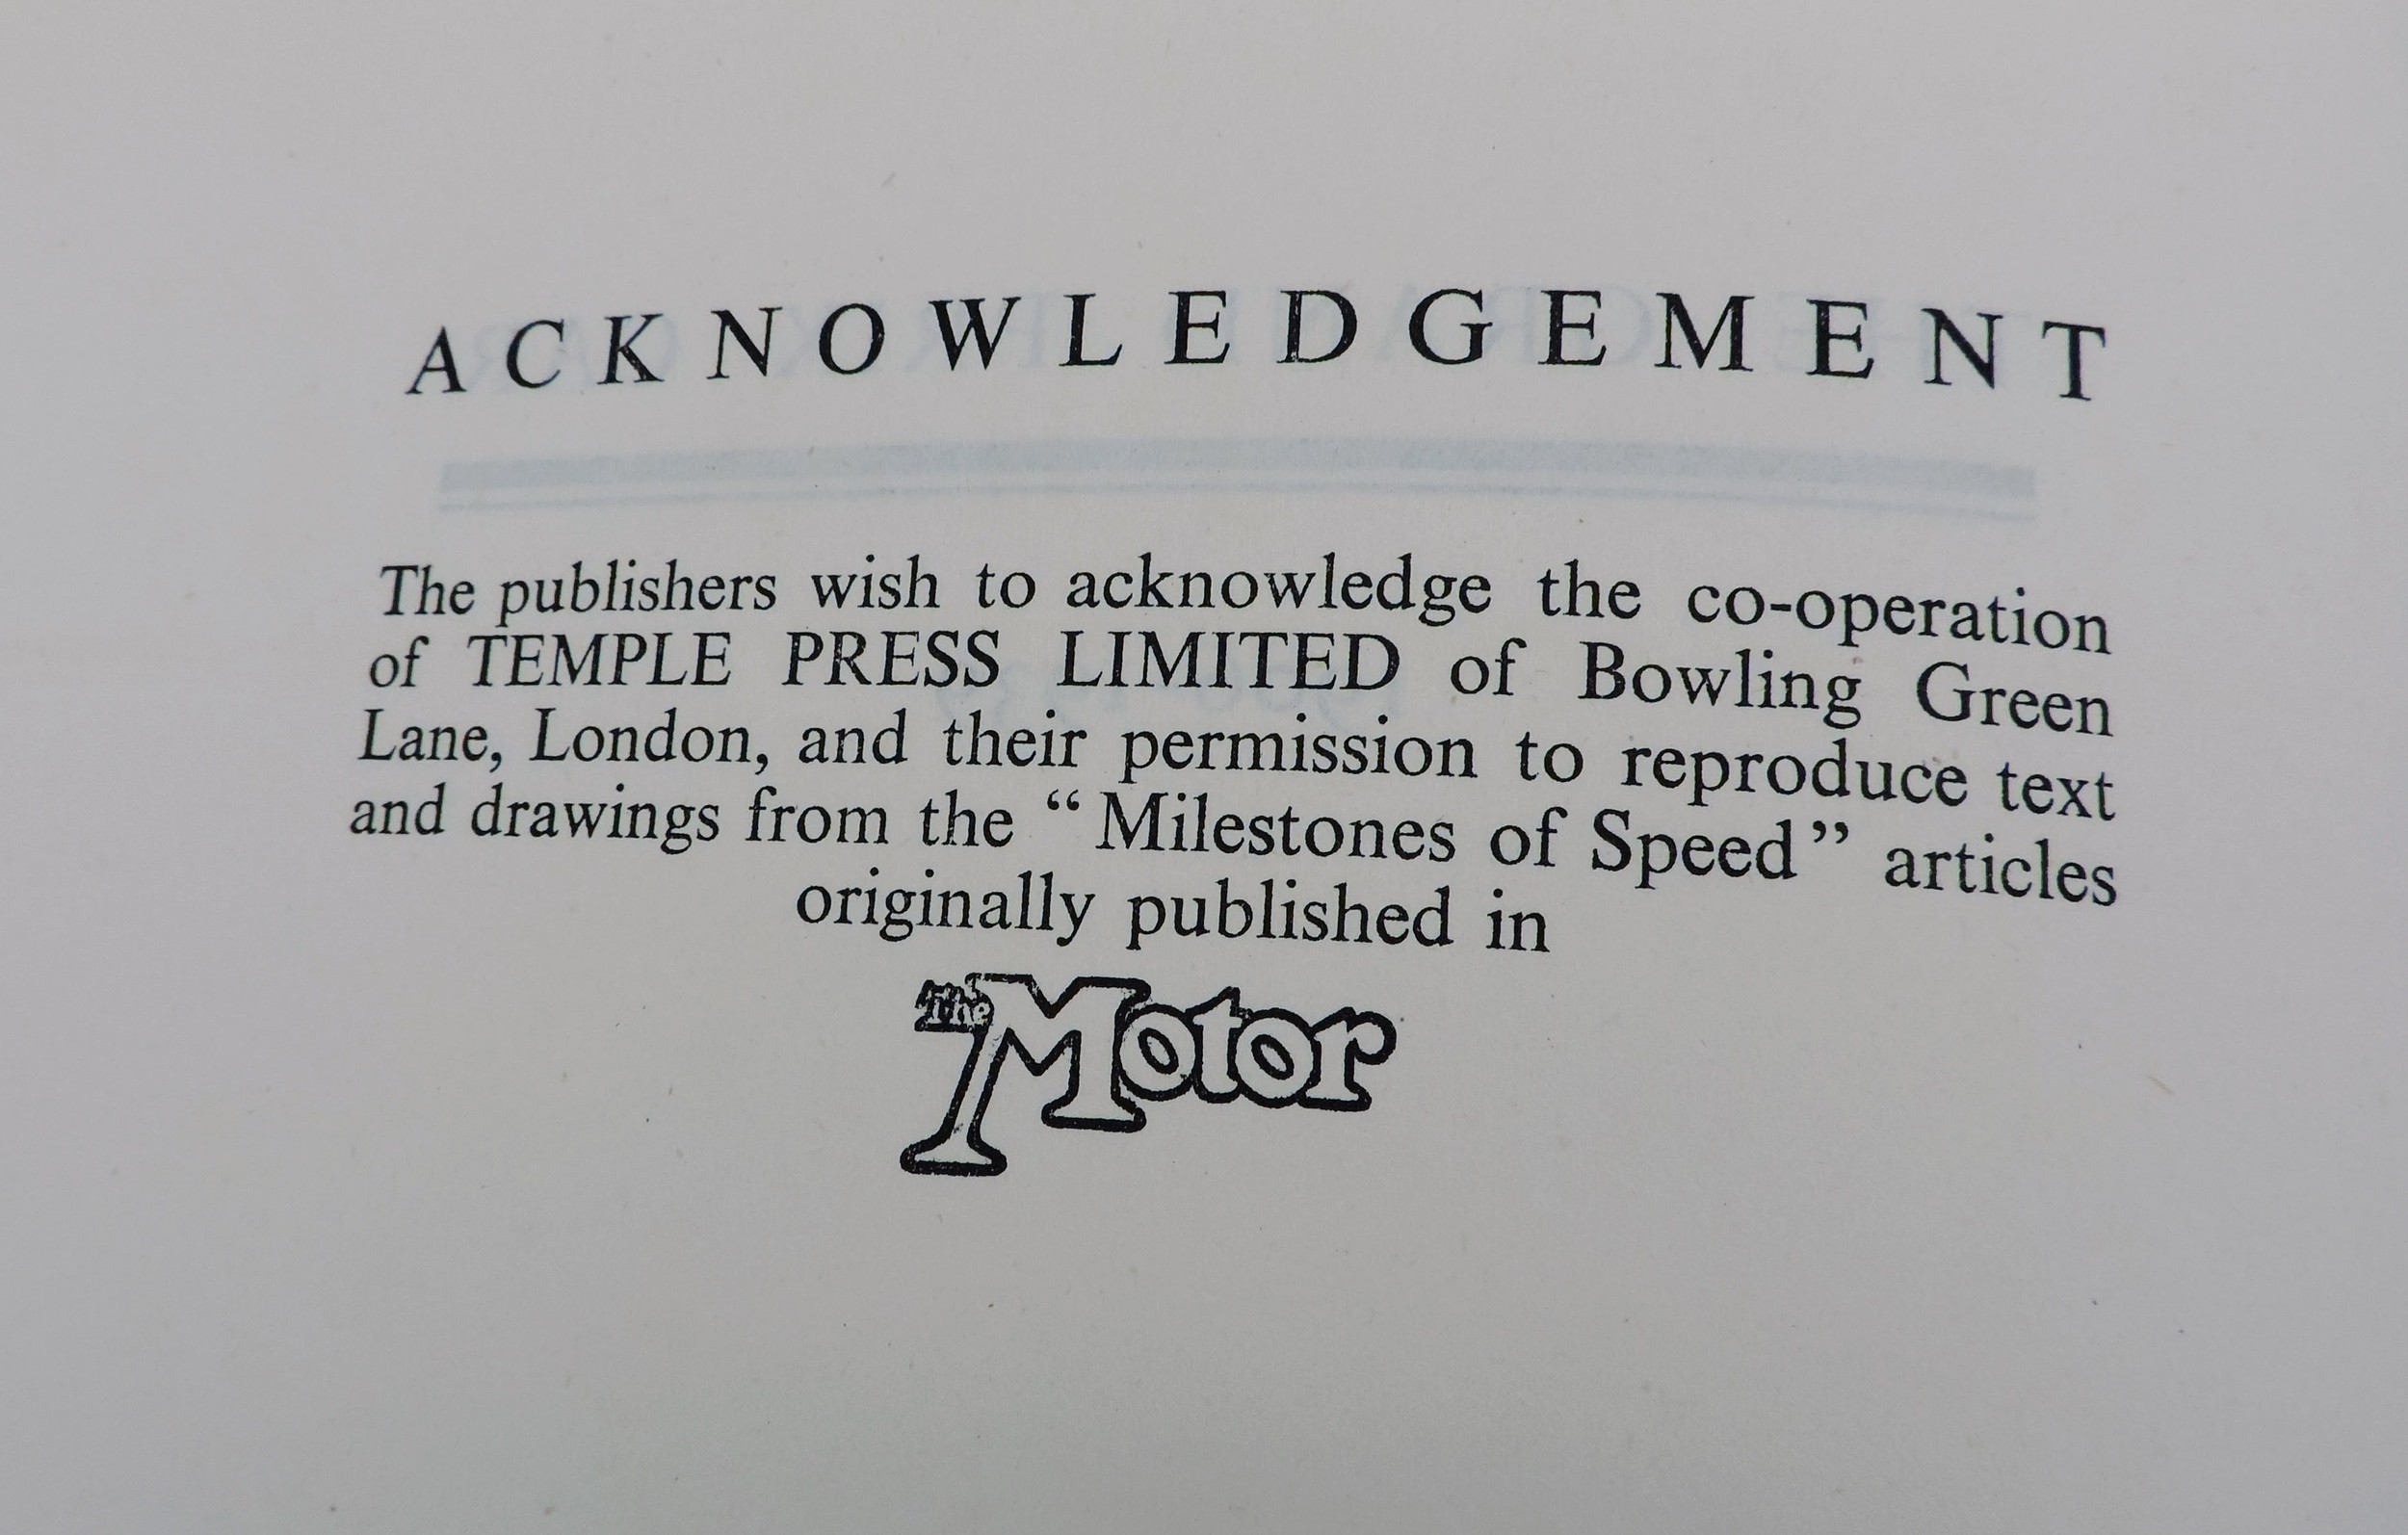 ACKNOWLEDGEMENT
The publishers wish to acknowledge the co-operation
of TEMPLE PRESS LIMITED of Bowling Green
Lane, London, and their permission to reproduce text
and drawings from the “Milestones of Speed” articles
originally published in
The Motor